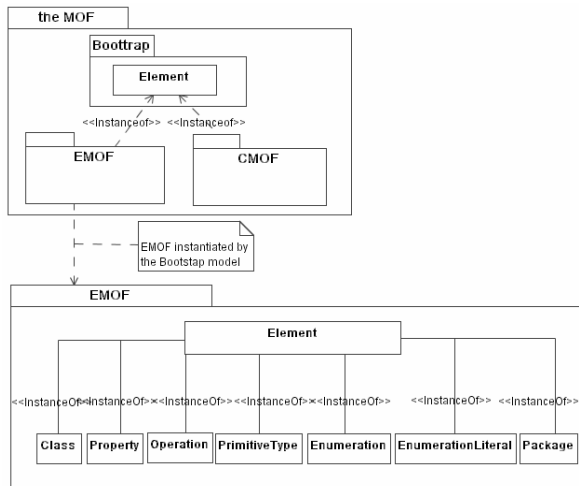 the MOF
Boottrap
Element
<<Instanceof>> <<Instanceof>>
EMOF
CMOF
EMOF instantiated by
the Bootstap model
EMOF
Element
<<InstanceOf>> <<InstanceOf>> <<InstanceOf>> <<InstanceOf>> <<InstanceOf>> <<InstanceOf>> <<InstanceOf>>
Class Property Operation PrimitiveType Enumeration EnumerationLiteral Package